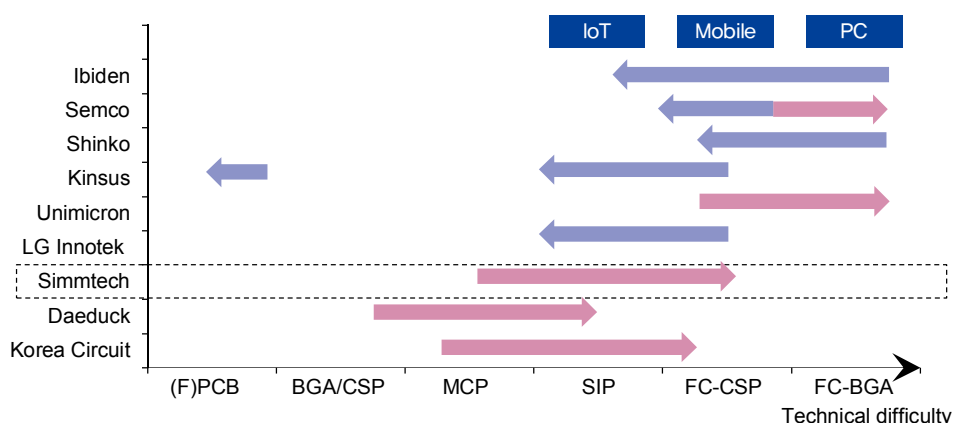 IoT
Mobile
PC
Ibiden
Semco
Shinko
Kinsus
Unimicron
LG Innotek
Simmtech
Daeduck
Korea Circuit
(F)PCB
BGA/CSP
MCP
SIP
FC-CSP
FC-BGA
Technical difficulty